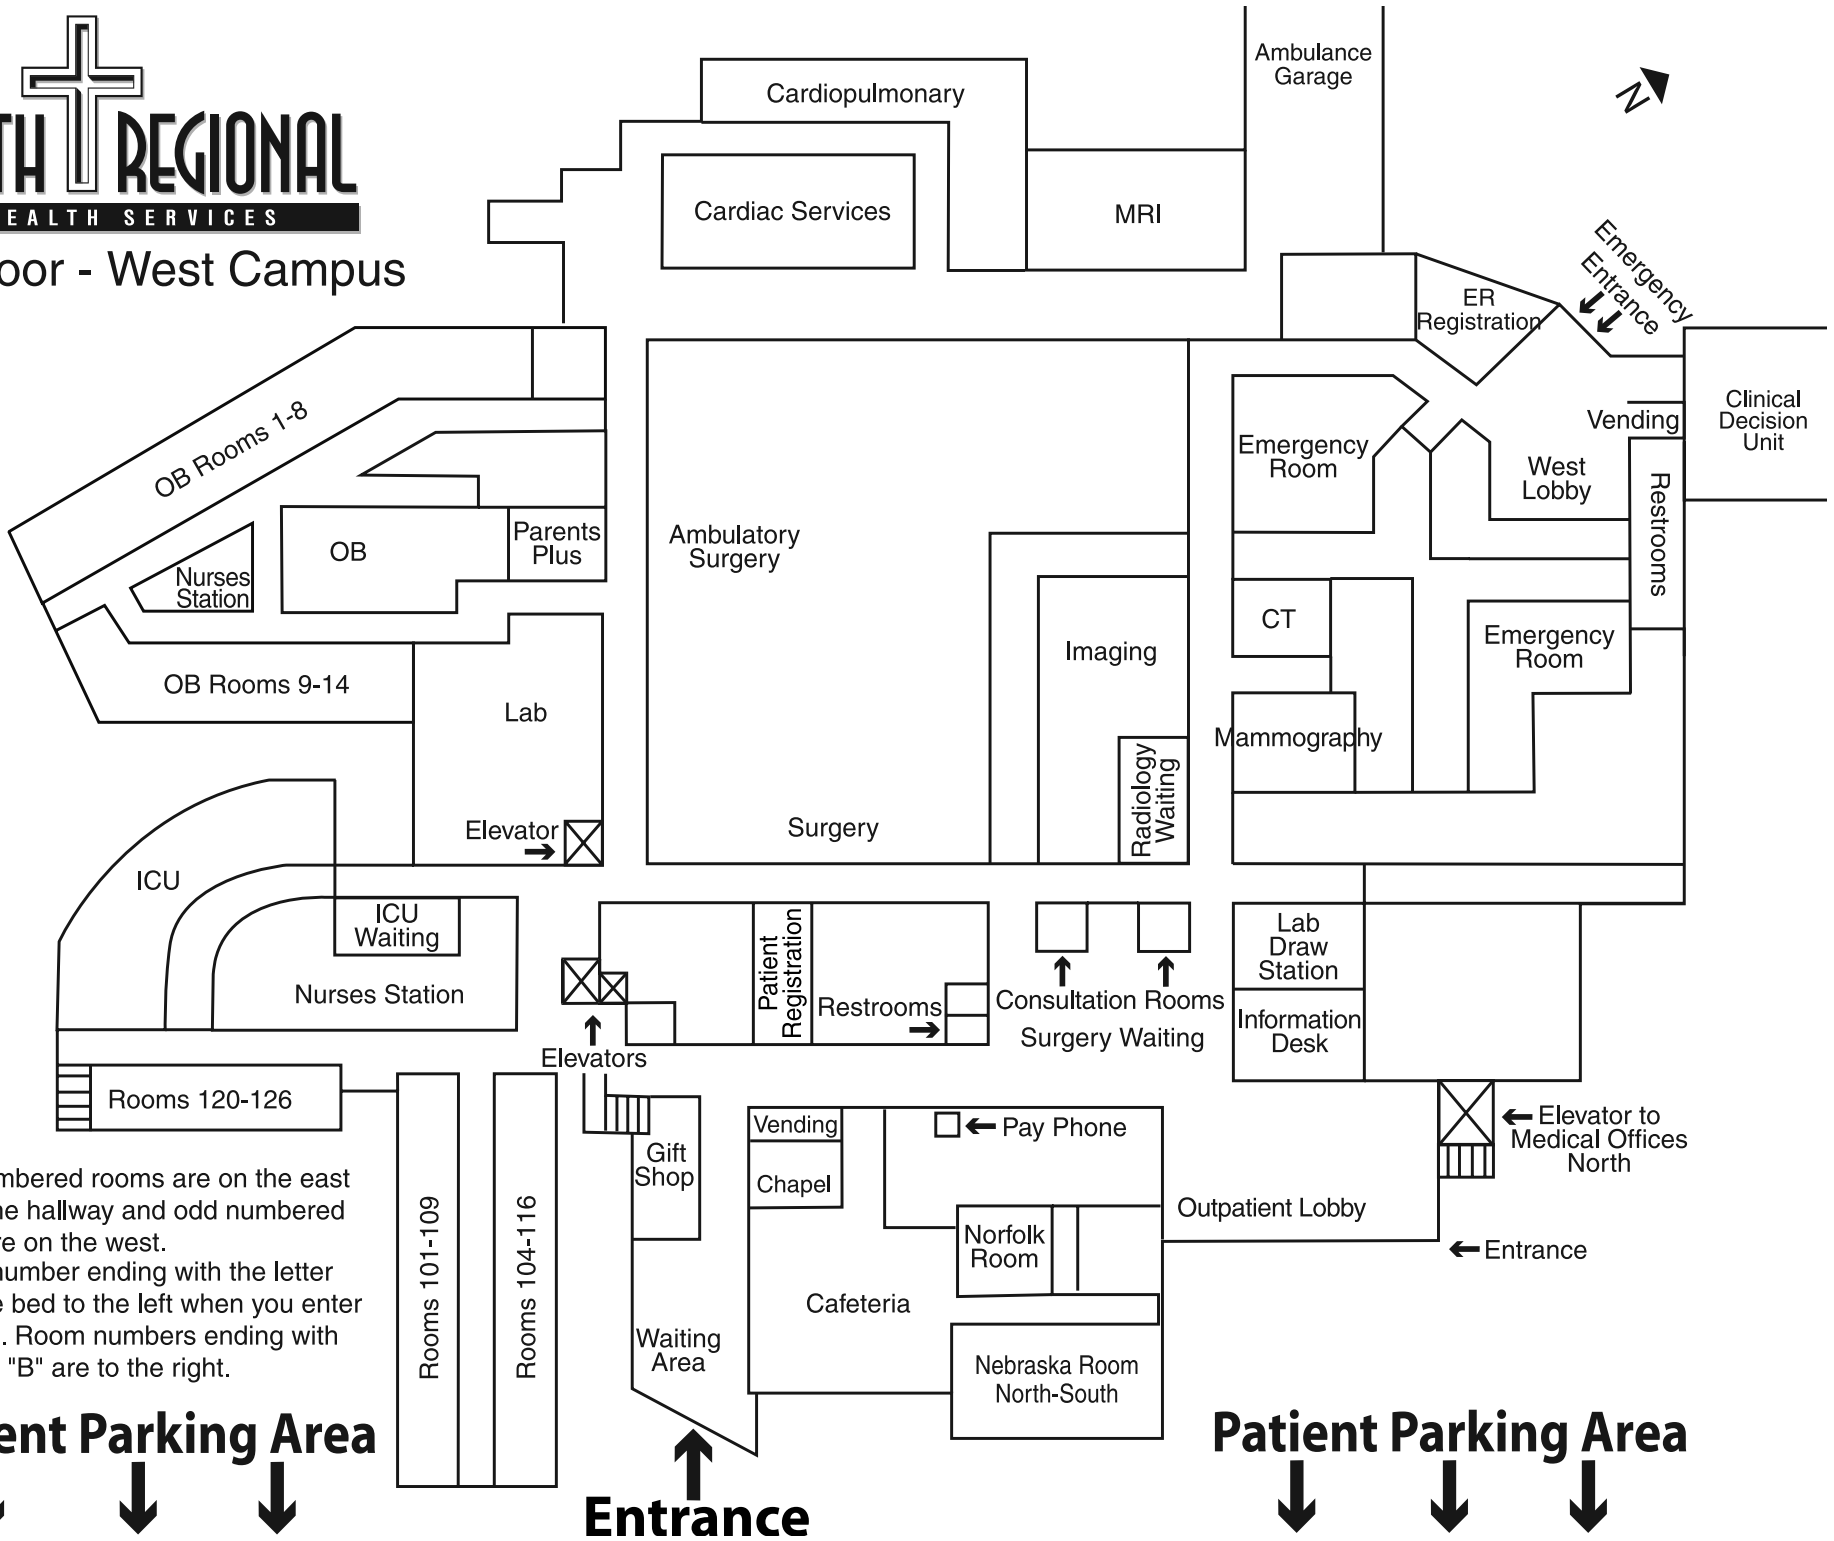 TH REGIONAL
EALTH SERVICES
oor - West Campus
N
Cardiopulmonary
Ambulance
Garage
Cardiac Services
MRI
Emergency
Entrance
ER
Registration
OB Rooms 1-8
Clinical
Decision
Unit
Vending
Emergency
Room
West
Lobby
Restrooms
Ambulatory
Surgery
Parents
Plus
OB
Nurses
Station
CT
Imaging
Emergency
Room
OB Rooms 9-14
Lab
Mammography
Radiology
Waiting
Elevator
Surgery
ICU
ICU
Waiting
Nurses Station
Patient
Registration
Restrooms
Consultation Rooms
Surgery Waiting
Lab
Draw
Station
Information
Desk
Elevators
Rooms 120-126
Gift
Shop
Vending
Chapel
Pay Phone
Elevator to
Medical Offices
North
mbered rooms are on the east
he hallway and odd numbered
re on the west.
number ending with the letter
e bed to the left when you enter
. Room numbers ending with
"B" are to the right.
Rooms 101-109
Rooms 104-116
Waiting
Area
Cafeteria
Norfolk
Room
Outpatient Lobby
Entrance
Nebraska Room
North-South
ent Parking Area
Entrance
Patient Parking Area